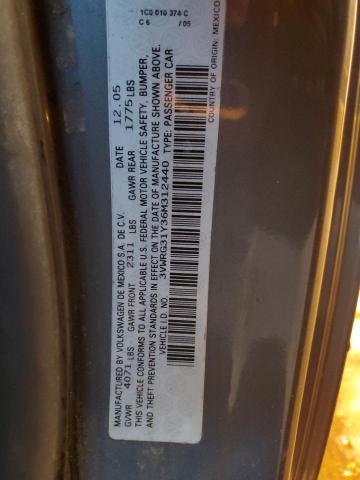 MANUFACTURED BY VOLKSWAGEN DE MEXICO S.A. DE C.V. DATE 12.05
GVWR 4071 LBS GAWR FRONT 2311 LBS GAWR REAR 1775 LBS
THIS VEHICLE CONFORMS TO ALL APPLICABLE U.S. FEDERAL MOTOR VEHICLE SAFETY, BUMPER,
AND THEFT PREVENTION STANDARDS IN EFFECT ON THE DATE OF MANUFACTURE SHOWN ABOVE.
VEHICLE I.D. NO.: 3VWRG31Y36M312440 TYPE: PASSENGER CAR
1C0 010 374 C
C 6 / 05
COUNTRY OF ORIGIN: MEXICO